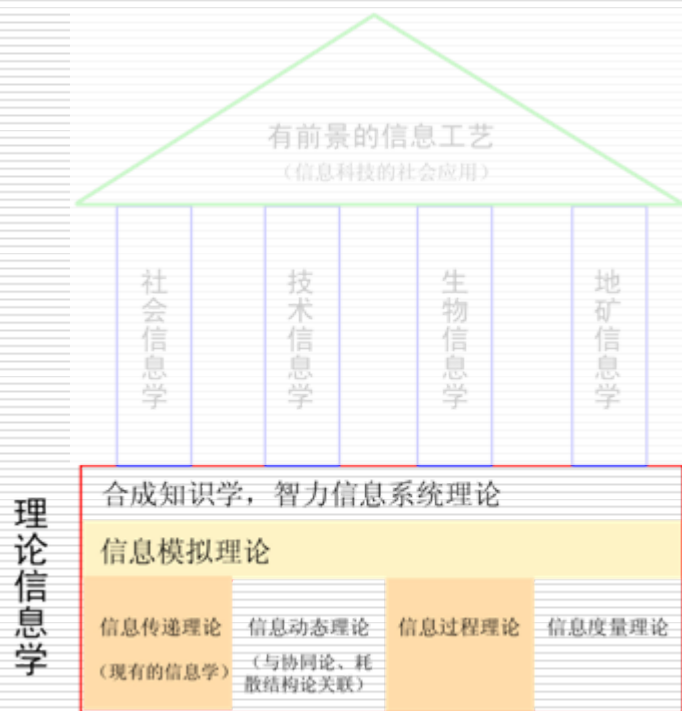 有前景的信息工艺
（信息科技的社会应用）
社会信息学
技术信息学
生物信息学
地矿信息学
理论信息学
合成知识学，智力信息系统理论
信息模拟理论
信息传递理论
（现有的信息学）
信息动态理论
（与协同论、耗
散结构论关联）
信息过程理论
信息度量理论